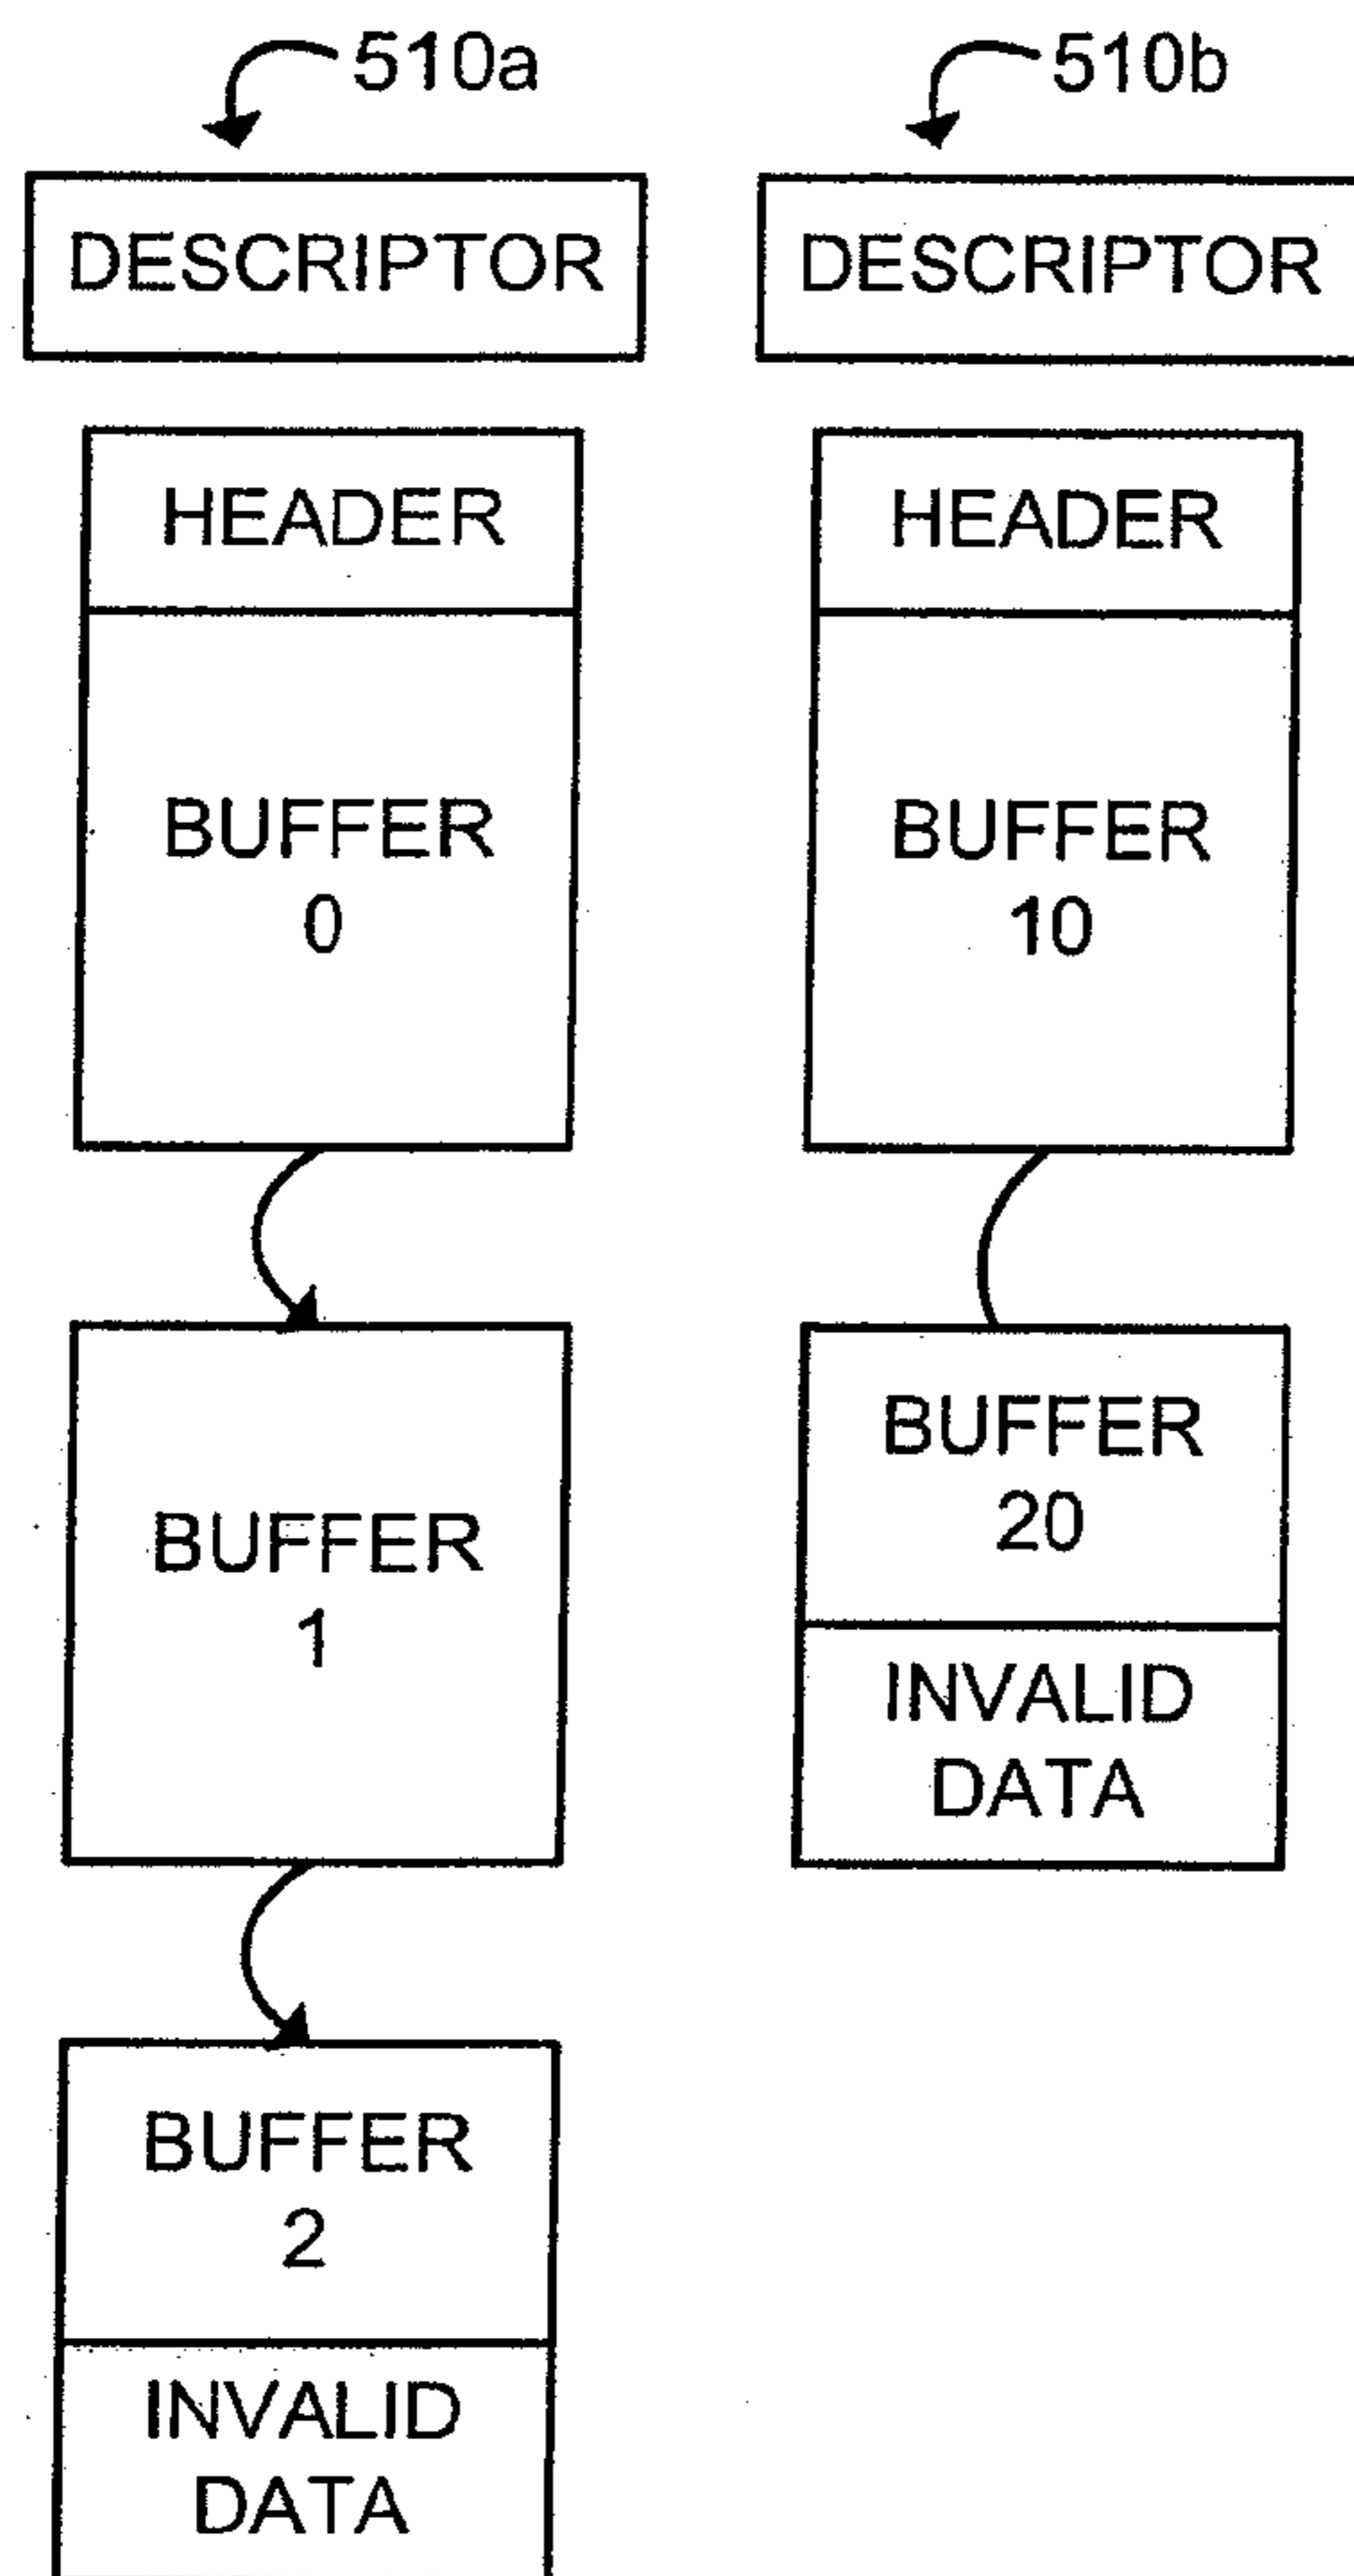 510a
DESCRIPTOR
HEADER
BUFFER
0
BUFFER
1
BUFFER
2
INVALID
DATA
510b
DESCRIPTOR
HEADER
BUFFER
10
BUFFER
20
INVALID
DATA